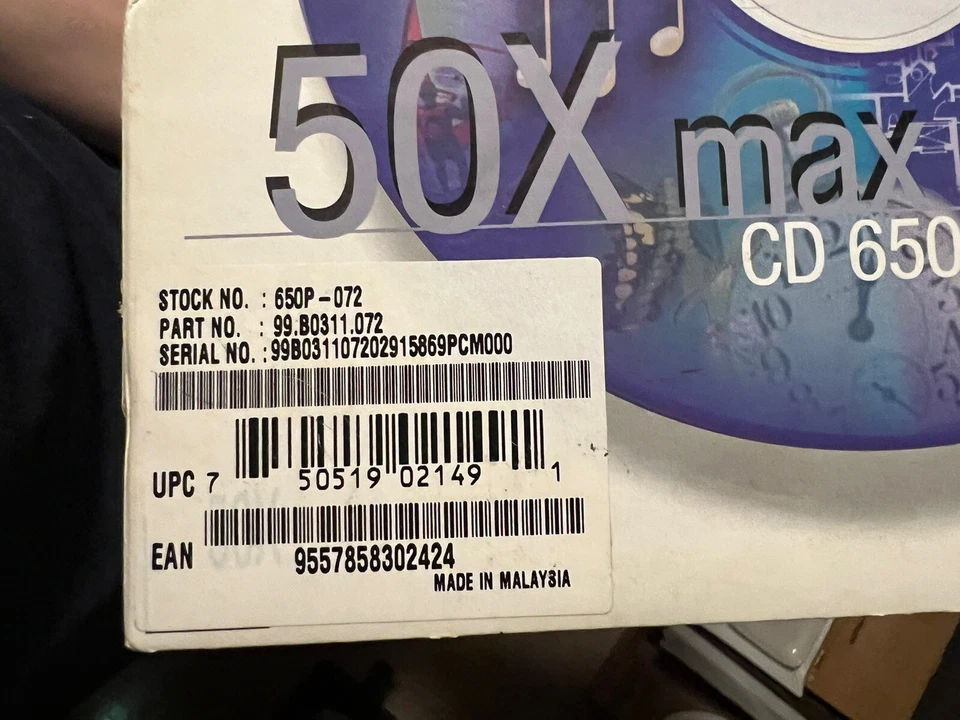 50X max
CD 650
STOCK NO. : 650P-072
PART NO. : 99.B0311.072
SERIAL NO. :99B031107202915869PCM000
UPC 7 50519 02149 1
EAN 9557858302424
MADE IN MALAYSIA